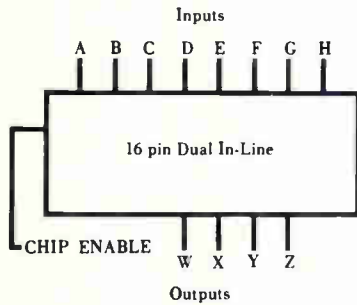 Inputs
A B C D E F G H
16 pin Dual In-Line
CHIP ENABLE
W X Y Z
Outputs